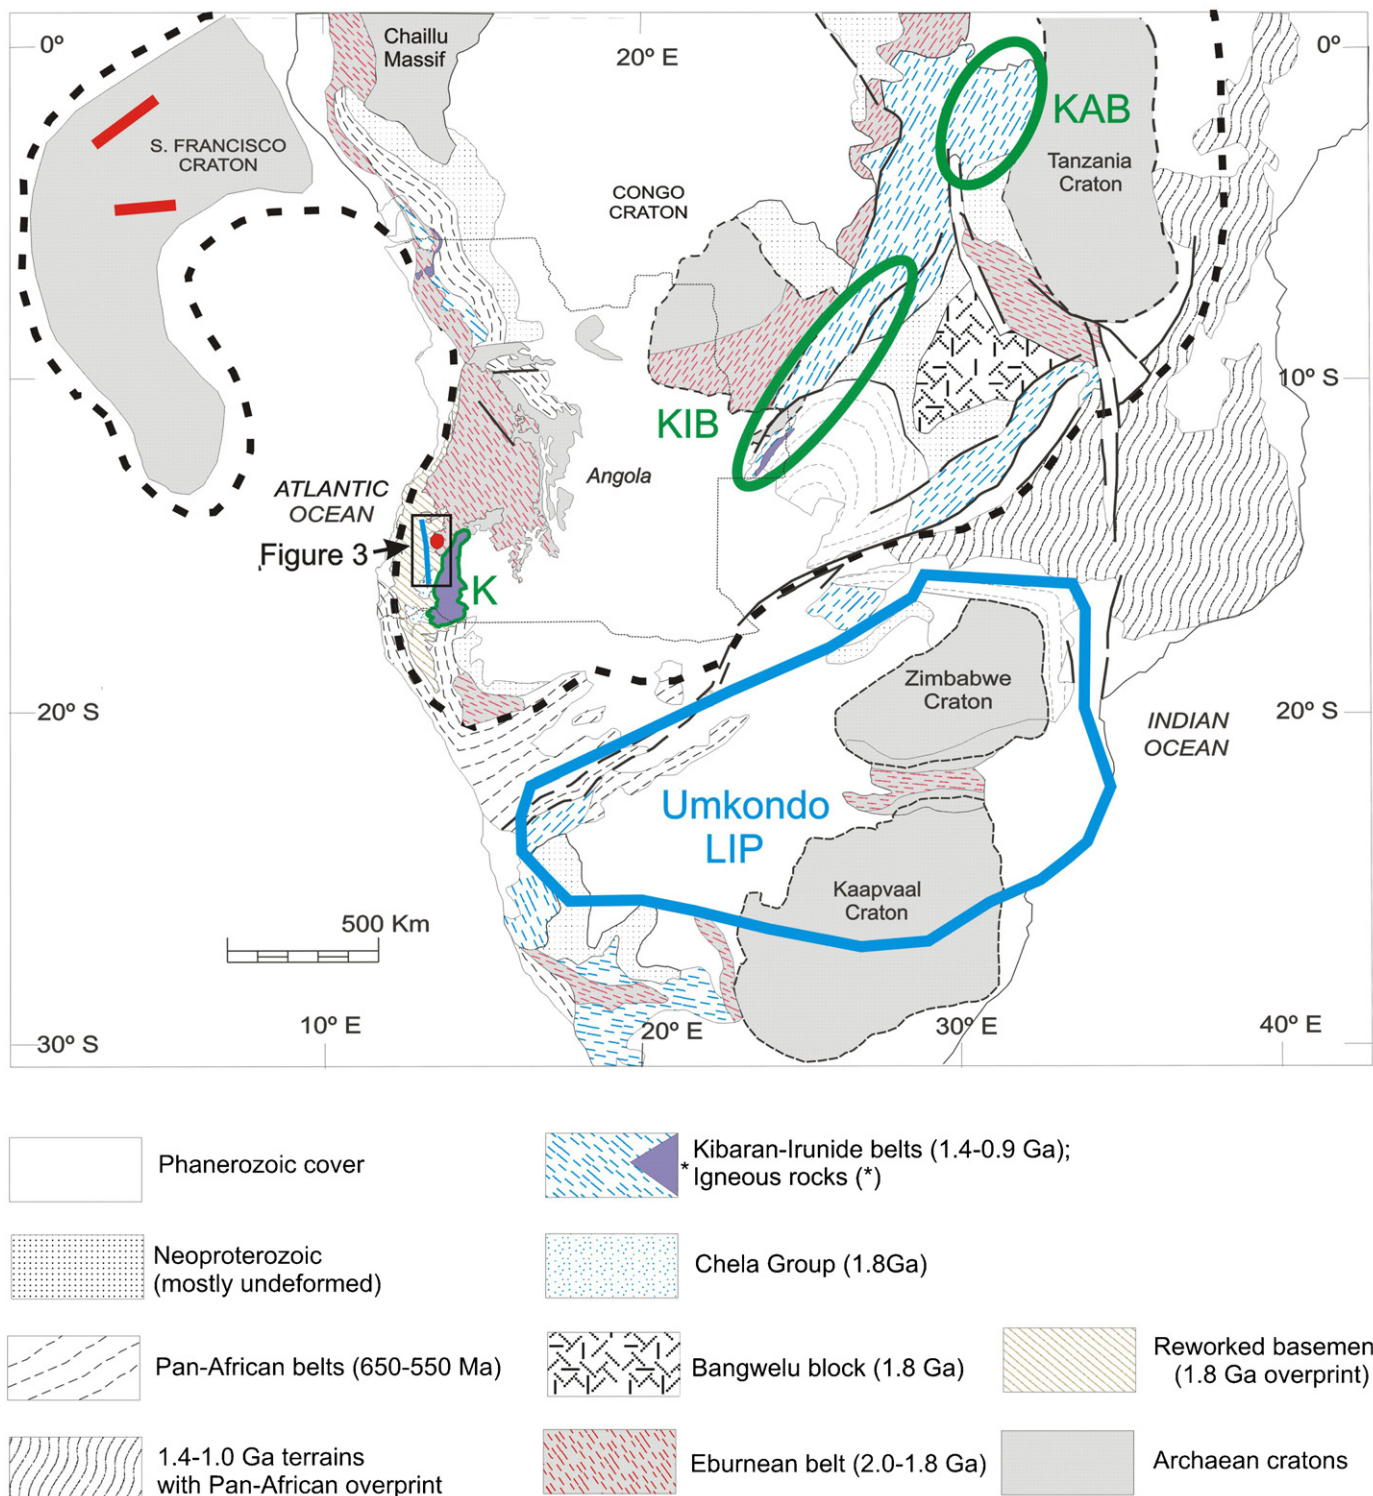 0º
Chaillu
Massif
20º E
0º
KAB
S. FRANCISCO
CRATON
Tanzania
Craton
CONGO
CRATON
10º S
KIB
Angola
ATLANTIC
OCEAN
Figure 3
K
Zimbabwe
Craton
20º S
20º S
INDIAN
OCEAN
Umkondo
LIP
Kaapvaal
Craton
500 Km
10º E
20º E
30º E
40º E
30º S
Phanerozoic cover
Neoproterozoic
(mostly undeformed)
Pan-African belts (650-550 Ma)
1.4-1.0 Ga terrains
with Pan-African overprint
* Kibaran-Irunide belts (1.4-0.9 Ga);
Igneous rocks (*)
Chela Group (1.8Ga)
Bangwelu block (1.8 Ga)
Eburnean belt (2.0-1.8 Ga)
Reworked basemen
(1.8 Ga overprint)
Archaean cratons